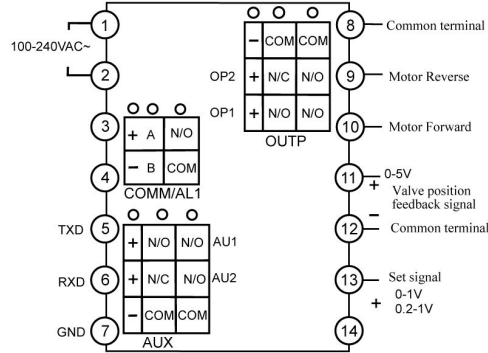 1
100-240VAC~
2
3
4
TXD 5
RXD 6
GND 7
- COM COM
OP2 + N/C N/O
OP1 + N/O N/O
OUTP
+ A N/O
- B COM
COMM/AL1
+ N/O N/O AU1
+ N/C N/O AU2
- COM COM
AUX
8 Common terminal
9 Motor Reverse
10 Motor Forward
11 0-5V
+ Valve position
- feedback signal
12 Common terminal
13 Set signal
+ 0-1V
0.2-1V
14